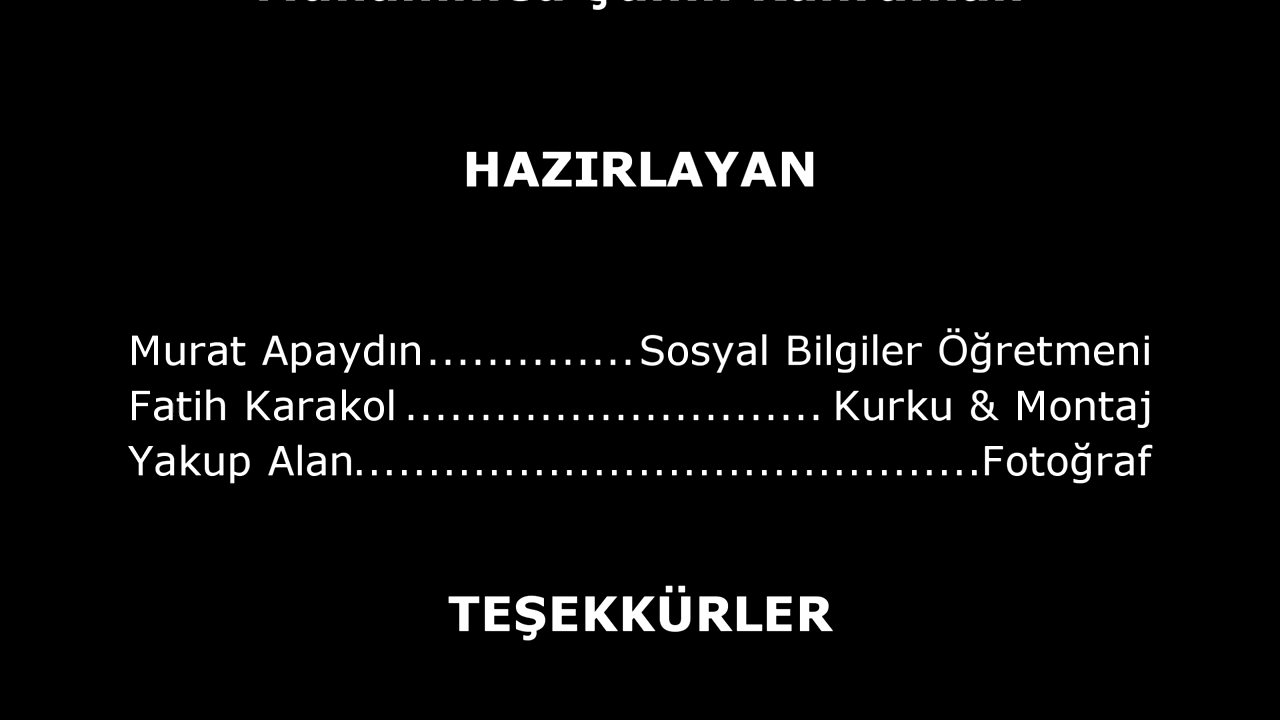 HAZIRLAYAN
Murat Apaydın..............Sosyal Bilgiler Öğretmeni
Fatih Karakol............................Kurku & Montaj
Yakup Alan..........................................Fotoğraf
TEŞEKKÜRLER